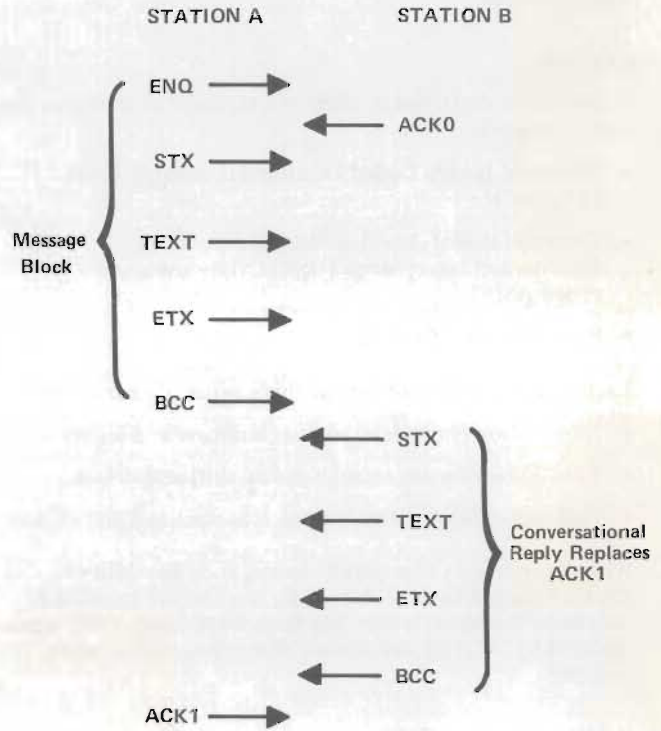 STATION A STATION B
ENQ
ACK0
STX
Message
Block
TEXT
ETX
BCC
STX
TEXT
Conversational
Reply Replaces
ACK1
ETX
BCC
ACK1